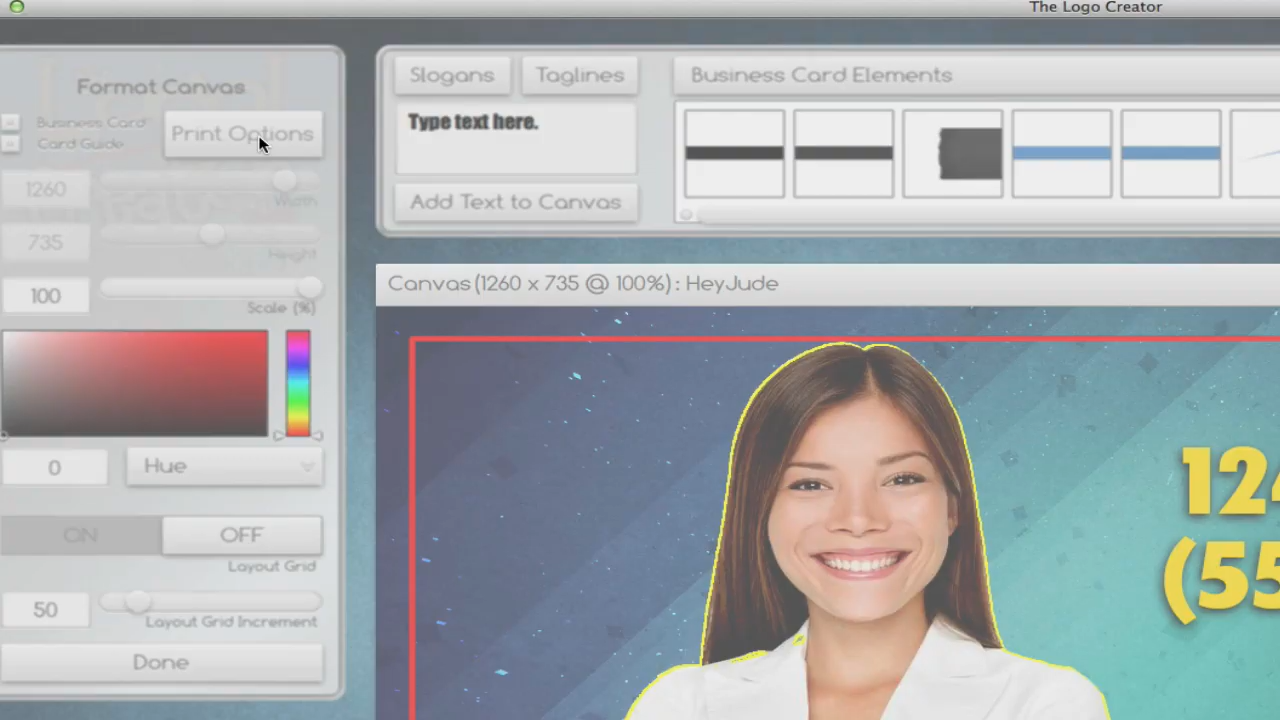 The Logo Creator
Format Canvas
Business Card
Card Guide
Print Options
1260
Width
735
Height
100
Scale (%)
0
Hue
ON
OFF
Layout Grid
50
Layout Grid Increment
Done
Slogans
Taglines
Type text here.
Add Text to Canvas
Business Card Elements
Canvas (1260 x 735 @ 100%) : HeyJude
124
(55